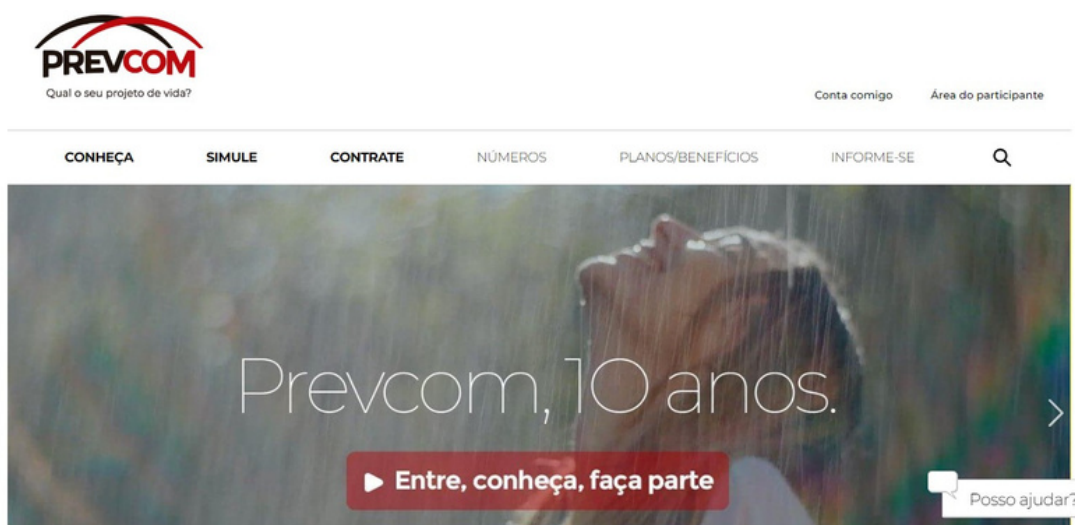 PREVCOM
Qual o seu projeto de vida?
Conta comigo Área do participante
CONHEÇA SIMULE CONTRATE NÚMEROS PLANOS/BENEFÍCIOS INFORME-SE
Prevcom, 10 anos.
Entre, conheça, faça parte
Posso ajudar?